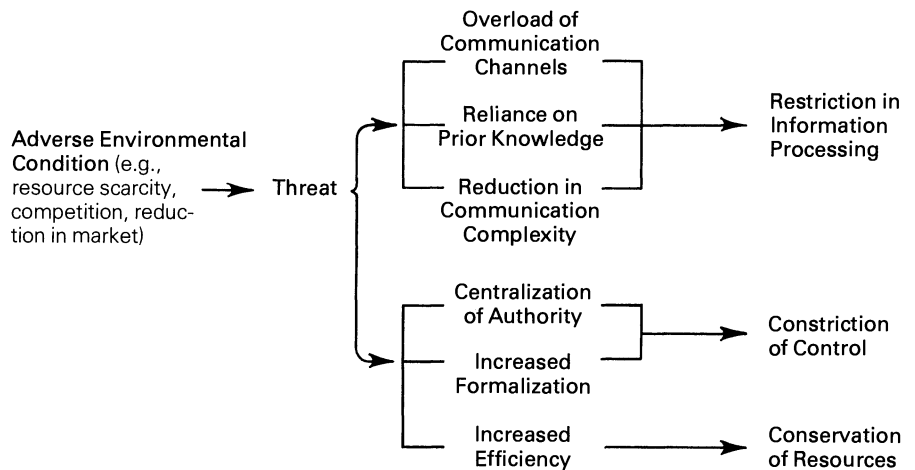 Adverse Environmental
Condition (e.g.,
resource scarcity,
competition, reduc-
tion in market)
Threat
Overload of
Communication
Channels
Reliance on
Prior Knowledge
Reduction in
Communication
Complexity
Restriction in
Information
Processing
Centralization
of Authority
Increased
Formalization
Constriction
of Control
Increased
Efficiency
Conservation
of Resources